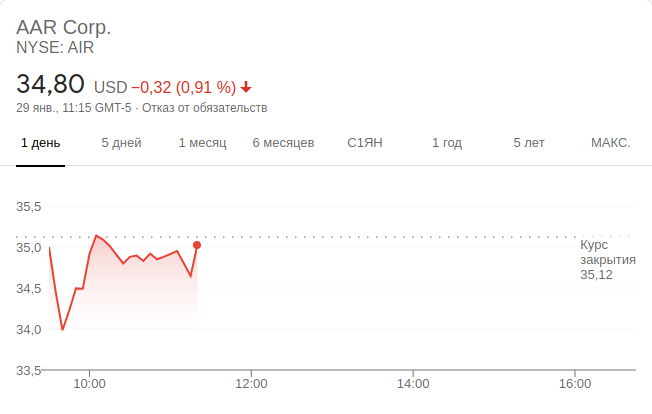 AAR Corp.
NYSE: AIR
34,80 USD −0,32 (0,91 %)
29 янв., 11:15 GMT-5 · Отказ от обязательств
1 день 5 дней 1 месяц 6 месяцев С1ЯН 1 год 5 лет МАКС.
35,5
35,0
34,5
34,0
33,5
Курс
закрытия
35,12
10:00 12:00 14:00 16:00